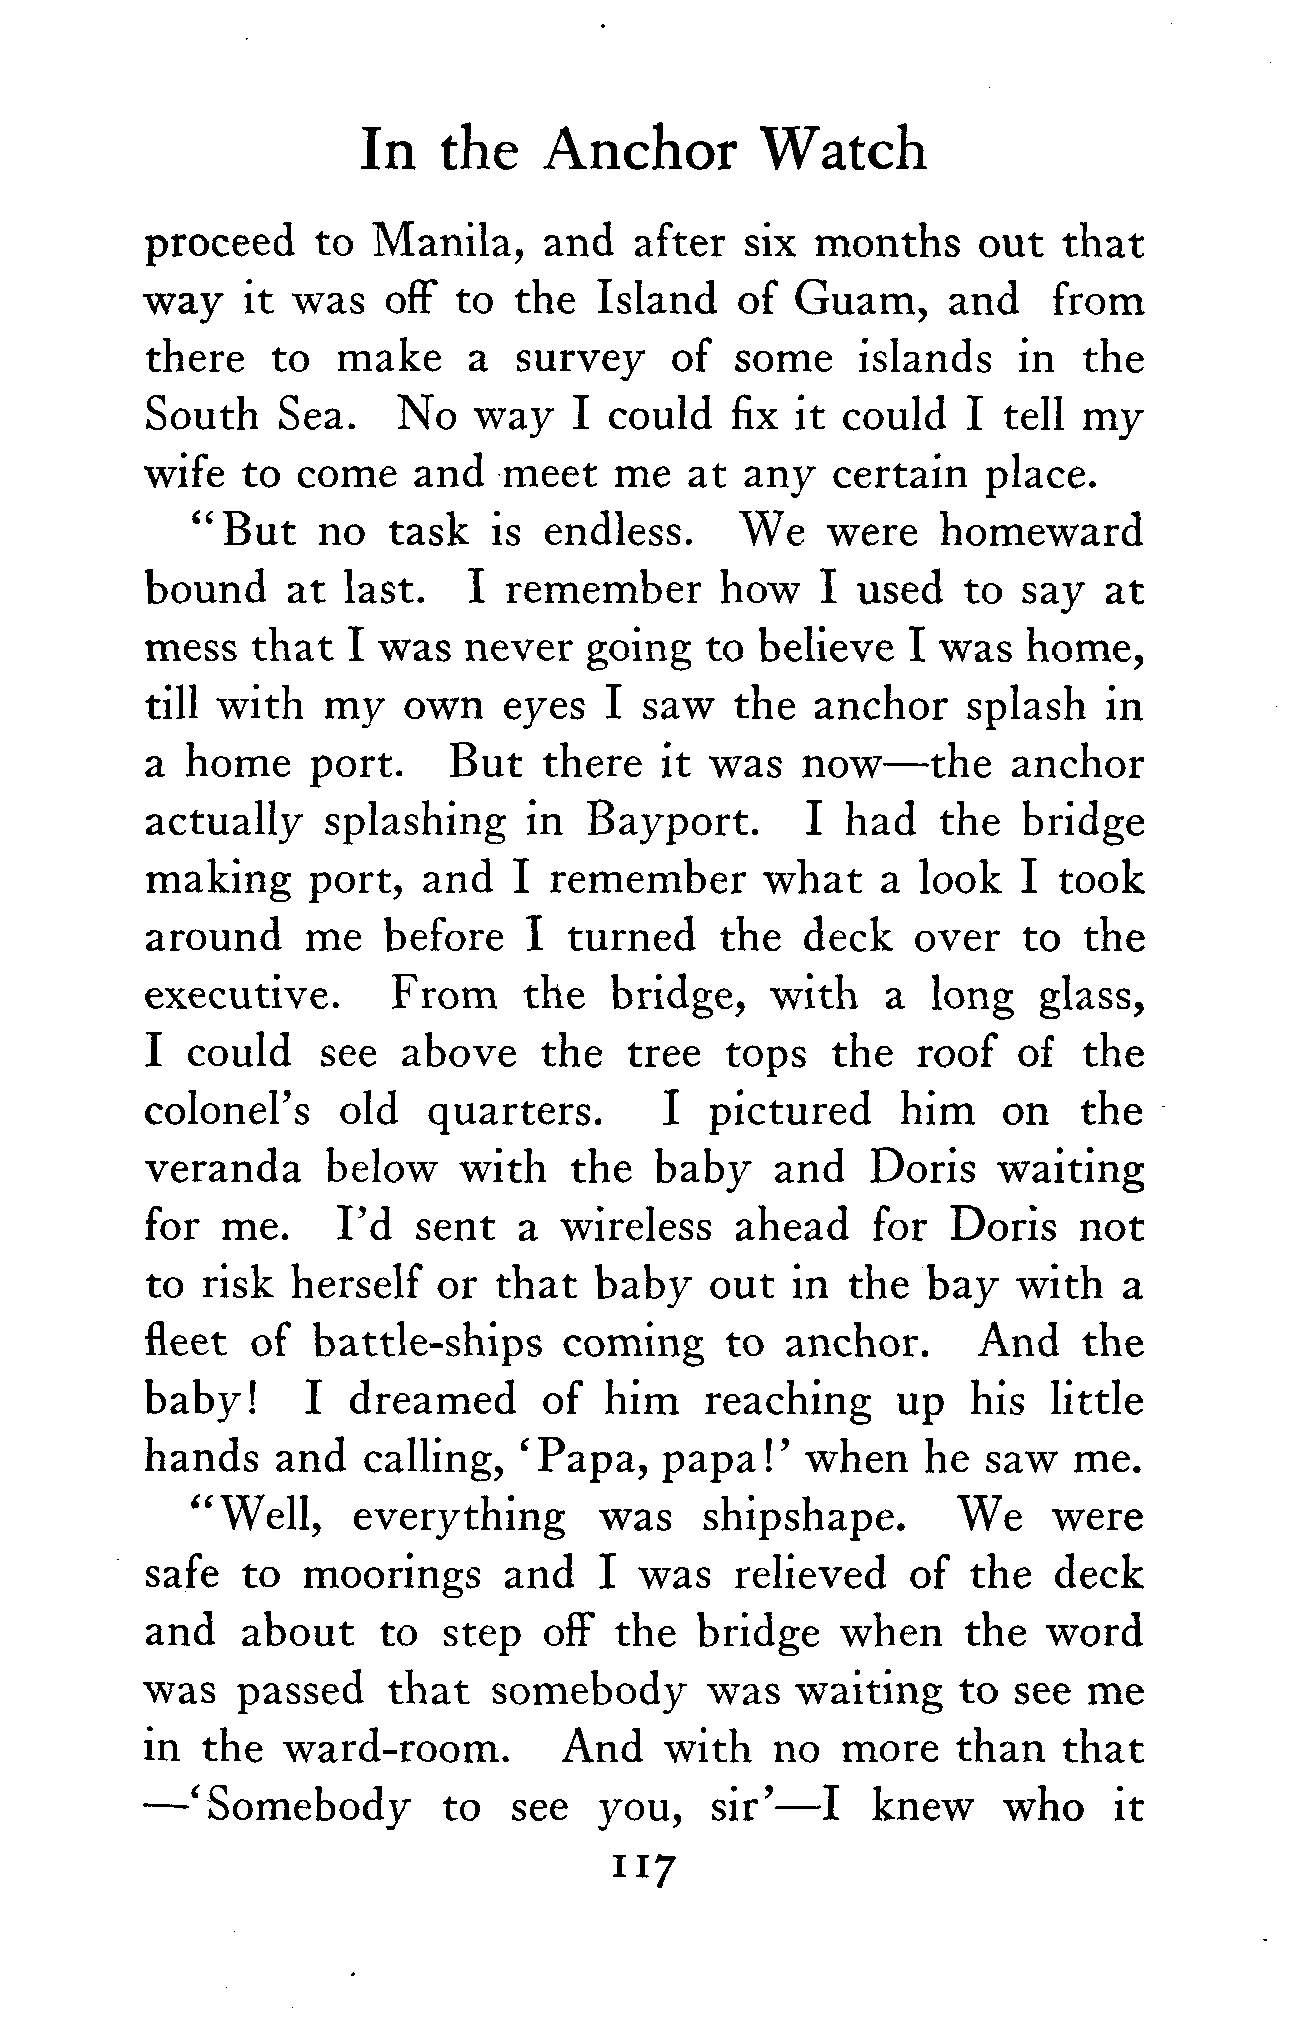 In the Anchor Watch
proceed to Manila, and after six months out that
way it was off to the Island of Guam, and from
there to make a survey of some islands in the
South Sea. No way I could fix it could I tell my
wife to come and meet me at any certain place.
"But no task is endless. We were homeward
bound at last. I remember how I used to say at
mess that I was never going to believe I was home,
till with my own eyes I saw the anchor splash in
a home port. But there it was now—the anchor
actually splashing in Bayport. I had the bridge
making port, and I remember what a look I took
around me before I turned the deck over to the
executive. From the bridge, with a long glass,
I could see above the tree tops the roof of the
colonel's old quarters. I pictured him on the
veranda below with the baby and Doris waiting
for me. I'd sent a wireless ahead for Doris not
to risk herself or that baby out in the bay with a
fleet of battle-ships coming to anchor. And the
baby! I dreamed of him reaching up his little
hands and calling, 'Papa, papa!' when he saw me.
"Well, everything was shipshape. We were
safe to moorings and I was relieved of the deck
and about to step off the bridge when the word
was passed that somebody was waiting to see me
in the ward-room. And with no more than that
—'Somebody to see you, sir'—I knew who it
117